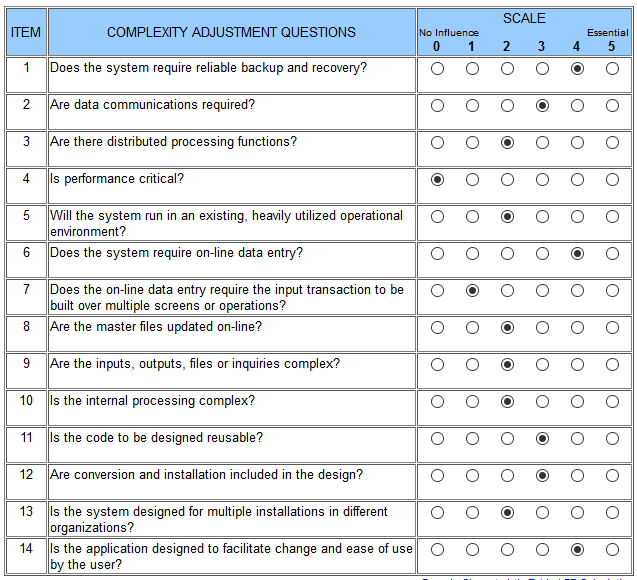 SCALE
ITEM COMPLEXITY ADJUSTMENT QUESTIONS No Influence Essential
0 1 2 3 4 5
1 Does the system require reliable backup and recovery?
2 Are data communications required?
3 Are there distributed processing functions?
4 Is performance critical?
5 Will the system run in an existing, heavily utilized operational
environment?
6 Does the system require on-line data entry?
7 Does the on-line data entry require the input transaction to be
built over multiple screens or operations?
8 Are the master files updated on-line?
9 Are the inputs, outputs, files or inquiries complex?
10 Is the internal processing complex?
11 Is the code to be designed reusable?
12 Are conversion and installation included in the design?
13 Is the system designed for multiple installations in different
organizations?
14 Is the application designed to facilitate change and ease of use
by the user?